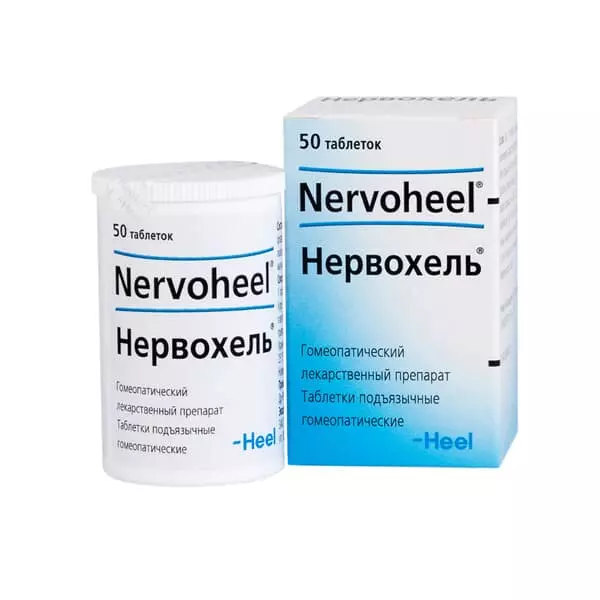 50 таблеток
Nervoheel®
Нервохель®
Гомеопатический
лекарственный препарат
Таблетки подъязычные
гомеопатические
-Heel
Нервохель
50 таблеток
Nervoheel®
Нервохель®
Гомеопатический
лекарственный препарат
Таблетки подъязычные
гомеопатические
-Heel